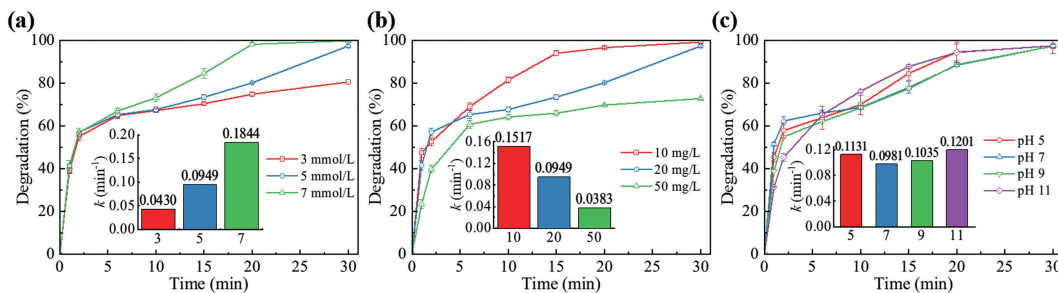 (a)
Degradation (%)
100
80
60
40
20
0
0 5 10 15 20 25 30
Time (min)
3 mmol/L
5 mmol/L
7 mmol/L
k (min⁻¹)
0.20
0.15
0.10
0.05
0.00
0.0430
0.0949
0.1844
3 5 7
(b)
Degradation (%)
100
80
60
40
20
0
0 5 10 15 20 25 30
Time (min)
10 mg/L
20 mg/L
50 mg/L
k (min⁻¹)
0.16
0.12
0.08
0.04
0.00
0.1517
0.0949
0.0383
10 20 50
(c)
Degradation (%)
100
80
60
40
20
0
0 5 10 15 20 25 30
Time (min)
pH 5
pH 7
pH 9
pH 11
k (min⁻¹)
0.12
0.09
0.06
0.03
0.00
0.1131
0.0981
0.1035
0.1201
5 7 9 11